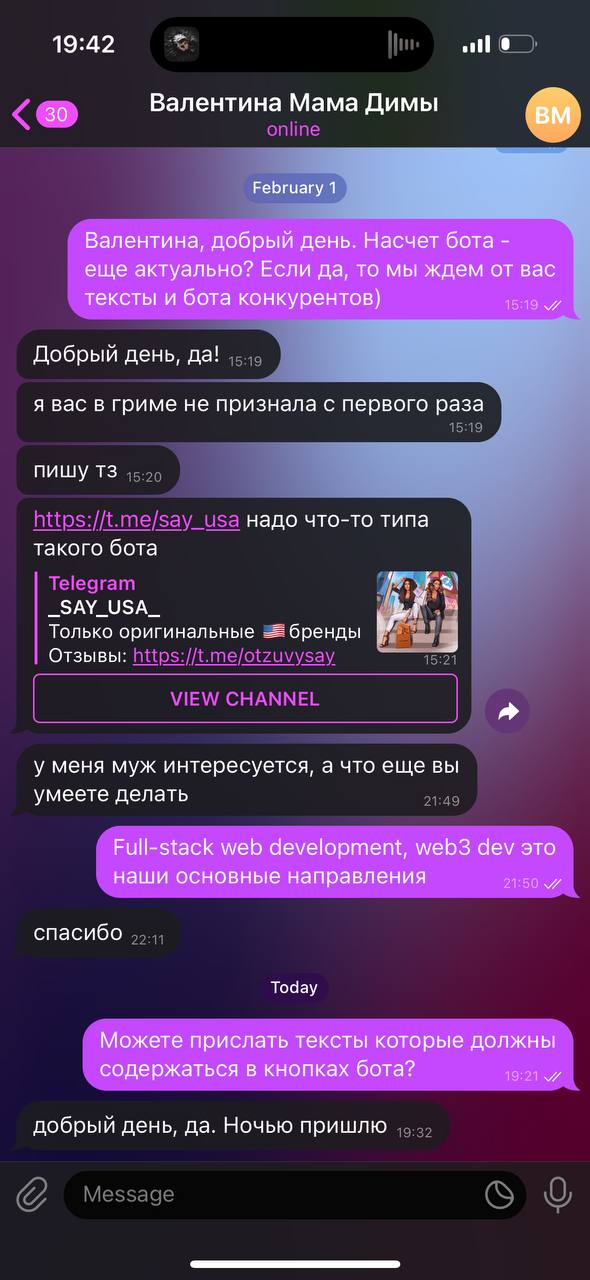 19:42
30
Валентина Мама Димы
online
ВМ
February 1
Валентина, добрый день. Насчет бота -
еще актуально? Если да, то мы ждем от вас
тексты и бота конкурентов)
15:19
Добрый день, да! 15:19
я вас в гриме не признала с первого раза
15:19
пишу тз 15:20
https://t.me/say_usa надо что-то типа
такого бота
Telegram
_SAY_USA_
Только оригинальные 🇺🇸бренды
Отзывы: https://t.me/otzuvysay
15:21
VIEW CHANNEL
у меня муж интересуется, а что еще вы
умеете делать
21:49
Full-stack web development, web3 dev это
наши основные направления
21:50
спасибо 22:11
Today
Можете прислать тексты которые должны
содержаться в кнопках бота?
19:21
добрый день, да. Ночью пришлю 19:32
Message